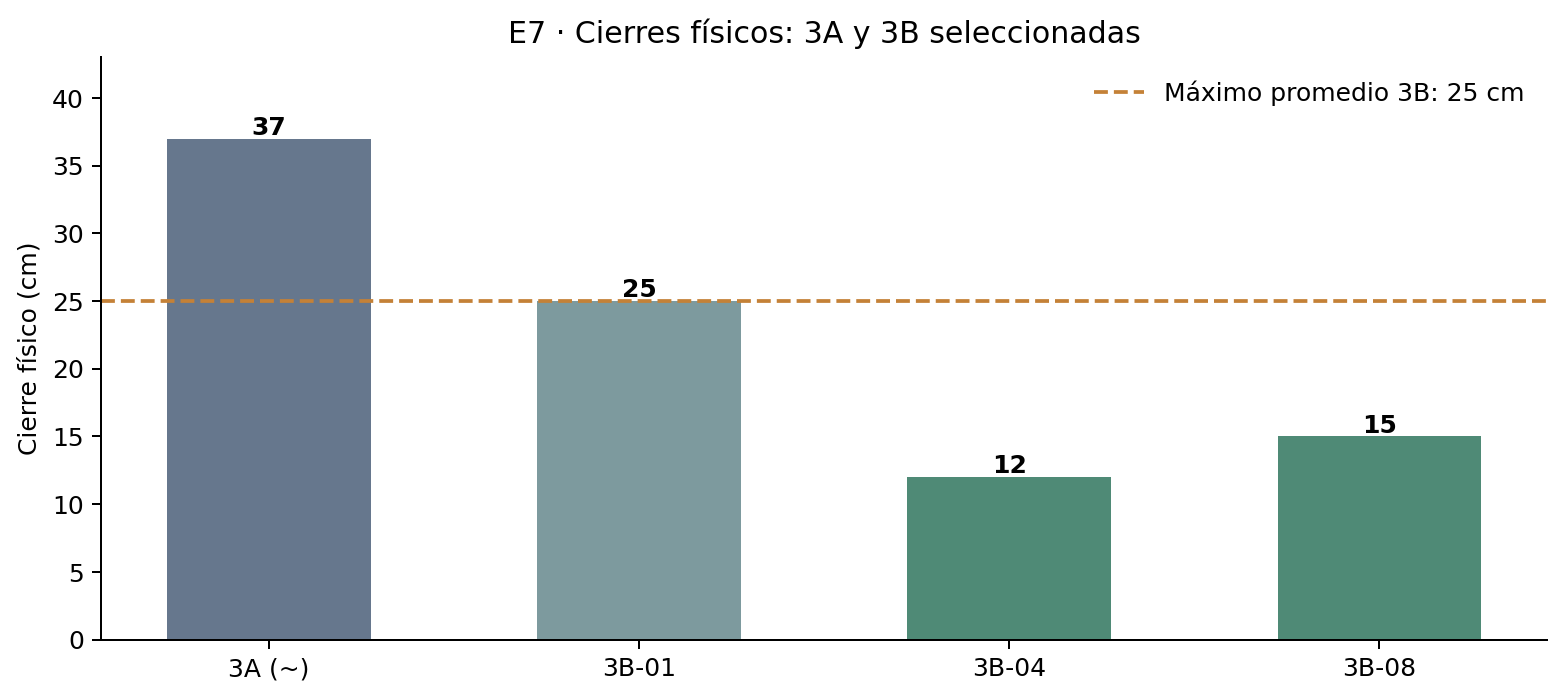 E7 · Cierres físicos: 3A y 3B seleccionadas
Máximo promedio 3B: 25 cm
Cierre físico (cm)
40
35
30
25
20
15
10
5
0
37
25
12
15
3A (~)
3B-01
3B-04
3B-08